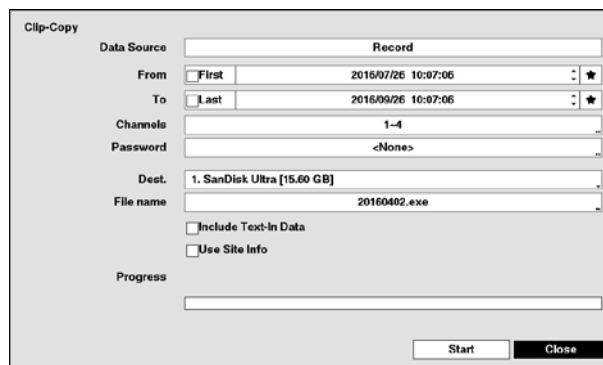 Clip-Copy
Data Source Record
From First 2016/07/26 10:07:06
To Last 2016/09/26 10:07:06
Channels 1~4
Password <None>
Dest. 1. SanDisk Ultra [15.60 GB]
File name 20160402.exe
Include Text-In Data
Use Site Info
Progress
Start Close